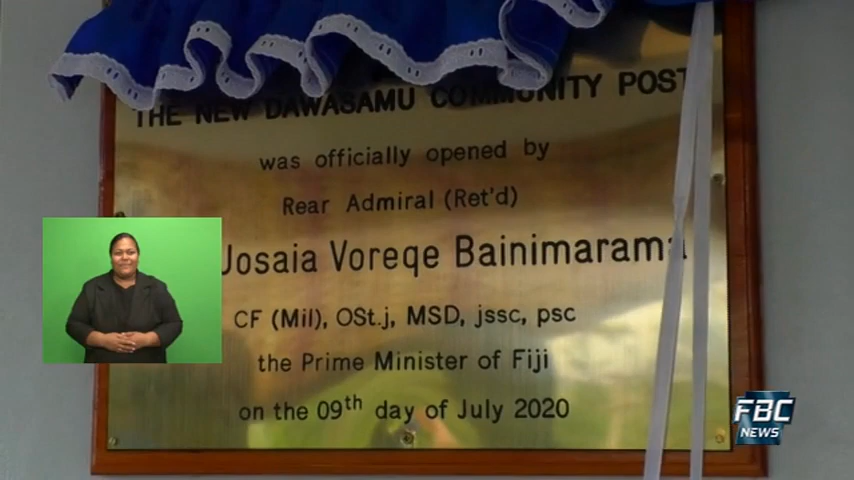 THE NEW DAWASAMU COMMUNITY POST
was officially opened by
Rear Admiral (Ret'd)
Josaia Voreqe Bainimarama
CF (Mil), OSt.j, MSD, jssc, psc
the Prime Minister of Fiji
on the 09th day of July 2020
FBC
NEWS